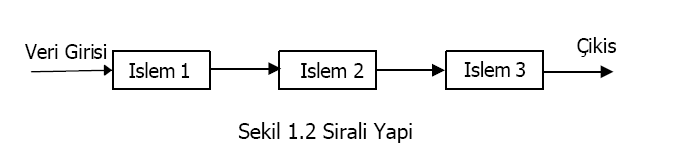 Veri Girisi
Islem 1
Islem 2
Islem 3
Çikis
Sekil 1.2 Sirali Yapi